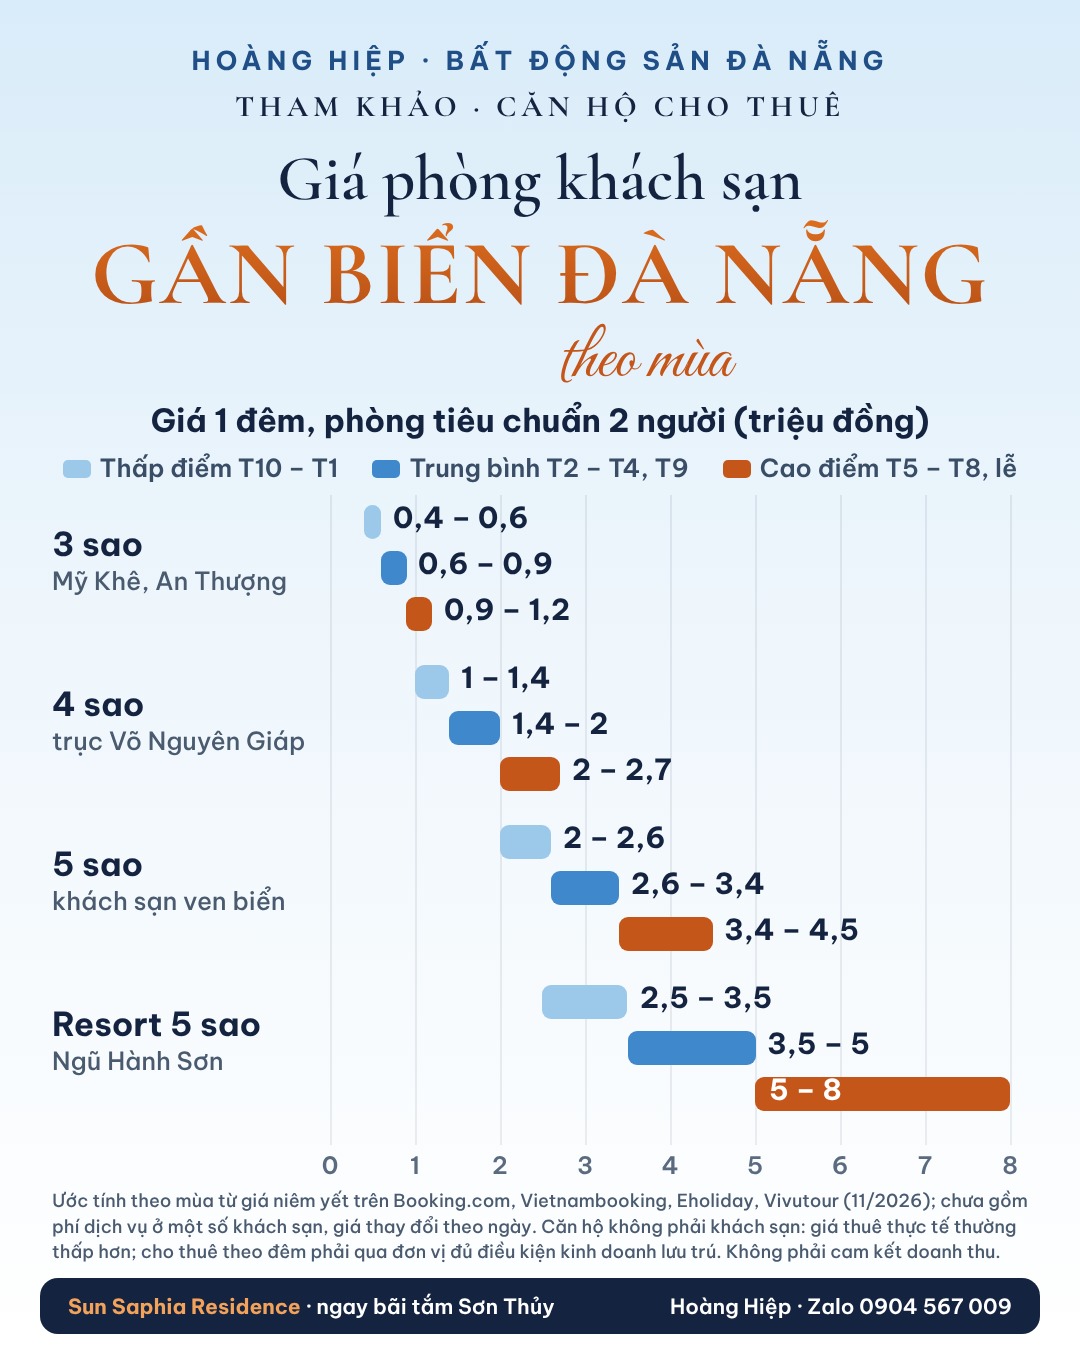 HOÀNG HIỆP · BẤT ĐỘNG SẢN ĐÀ NẴNG
THAM KHẢO · CĂN HỘ CHO THUÊ
Giá phòng khách sạn
GẦN BIỂN ĐÀ NẴNG
theo mùa
Giá 1 đêm, phòng tiêu chuẩn 2 người (triệu đồng)
Thấp điểm T10 – T1 Trung bình T2 – T4, T9 Cao điểm T5 – T8, lễ
3 sao
Mỹ Khê, An Thượng
0,4 – 0,6
0,6 – 0,9
0,9 – 1,2
4 sao
trục Võ Nguyên Giáp
1 – 1,4
1,4 – 2
2 – 2,7
5 sao
khách sạn ven biển
2 – 2,6
2,6 – 3,4
3,4 – 4,5
Resort 5 sao
Ngũ Hành Sơn
2,5 – 3,5
3,5 – 5
5 – 8
0 1 2 3 4 5 6 7 8
Ước tính theo mùa từ giá niêm yết trên Booking.com, Vietnambooking, Eholiday, Vivutour (11/2026); chưa gồm
phí dịch vụ ở một số khách sạn, giá thay đổi theo ngày. Căn hộ không phải khách sạn: giá thuê thực tế thường
thấp hơn; cho thuê theo đêm phải qua đơn vị đủ điều kiện kinh doanh lưu trú. Không phải cam kết doanh thu.
Sun Saphia Residence · ngay bãi tắm Sơn Thủy Hoàng Hiệp · Zalo 0904 567 009